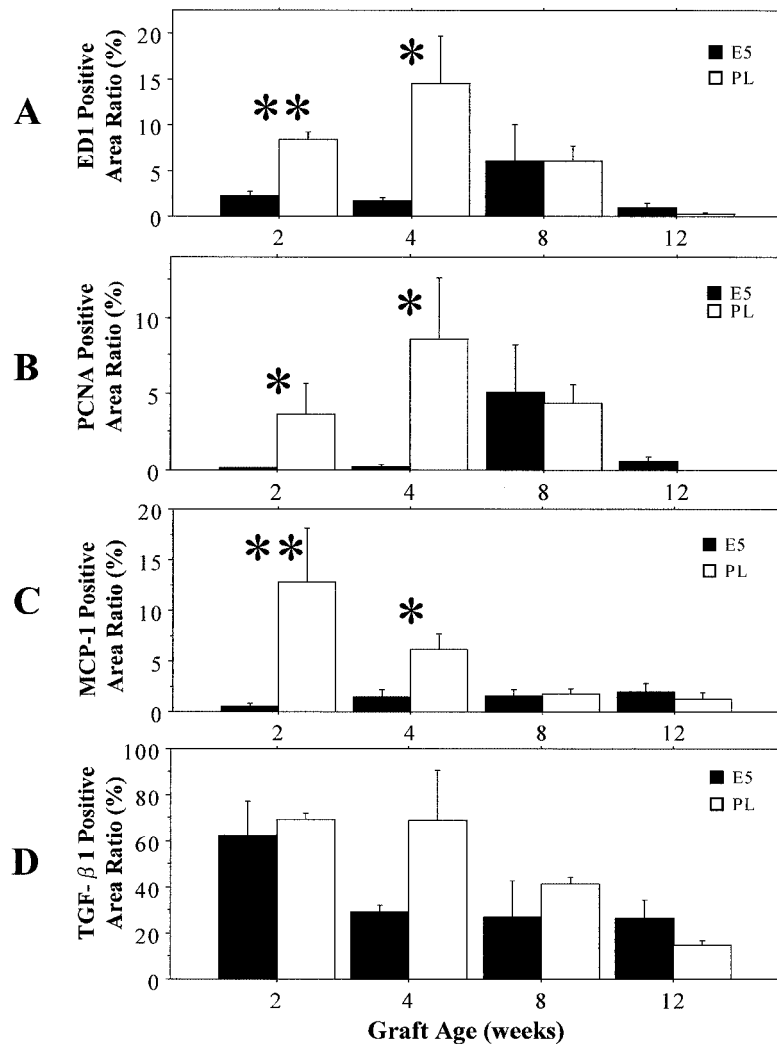 A
ED1 Positive
Area Ratio (%)
20
15
10
5
0
**
*
E5
PL
2 4 8 12
B
PCNA Positive
Area Ratio (%)
10
5
0
*
*
E5
PL
2 4 8 12
C
MCP-1 Positive
Area Ratio (%)
20
15
10
5
0
**
*
E5
PL
2 4 8 12
D
TGF-β1 Positive
Area Ratio (%)
100
80
60
40
20
0
E5
PL
2 4 8 12
Graft Age (weeks)